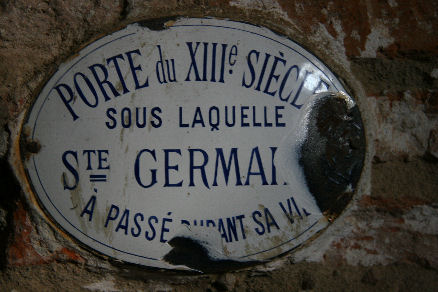 PORTE du XIIIe SIÈCLE
SOUS LAQUELLE
STE GERMAI
A PASSÉ DURANT SA VI